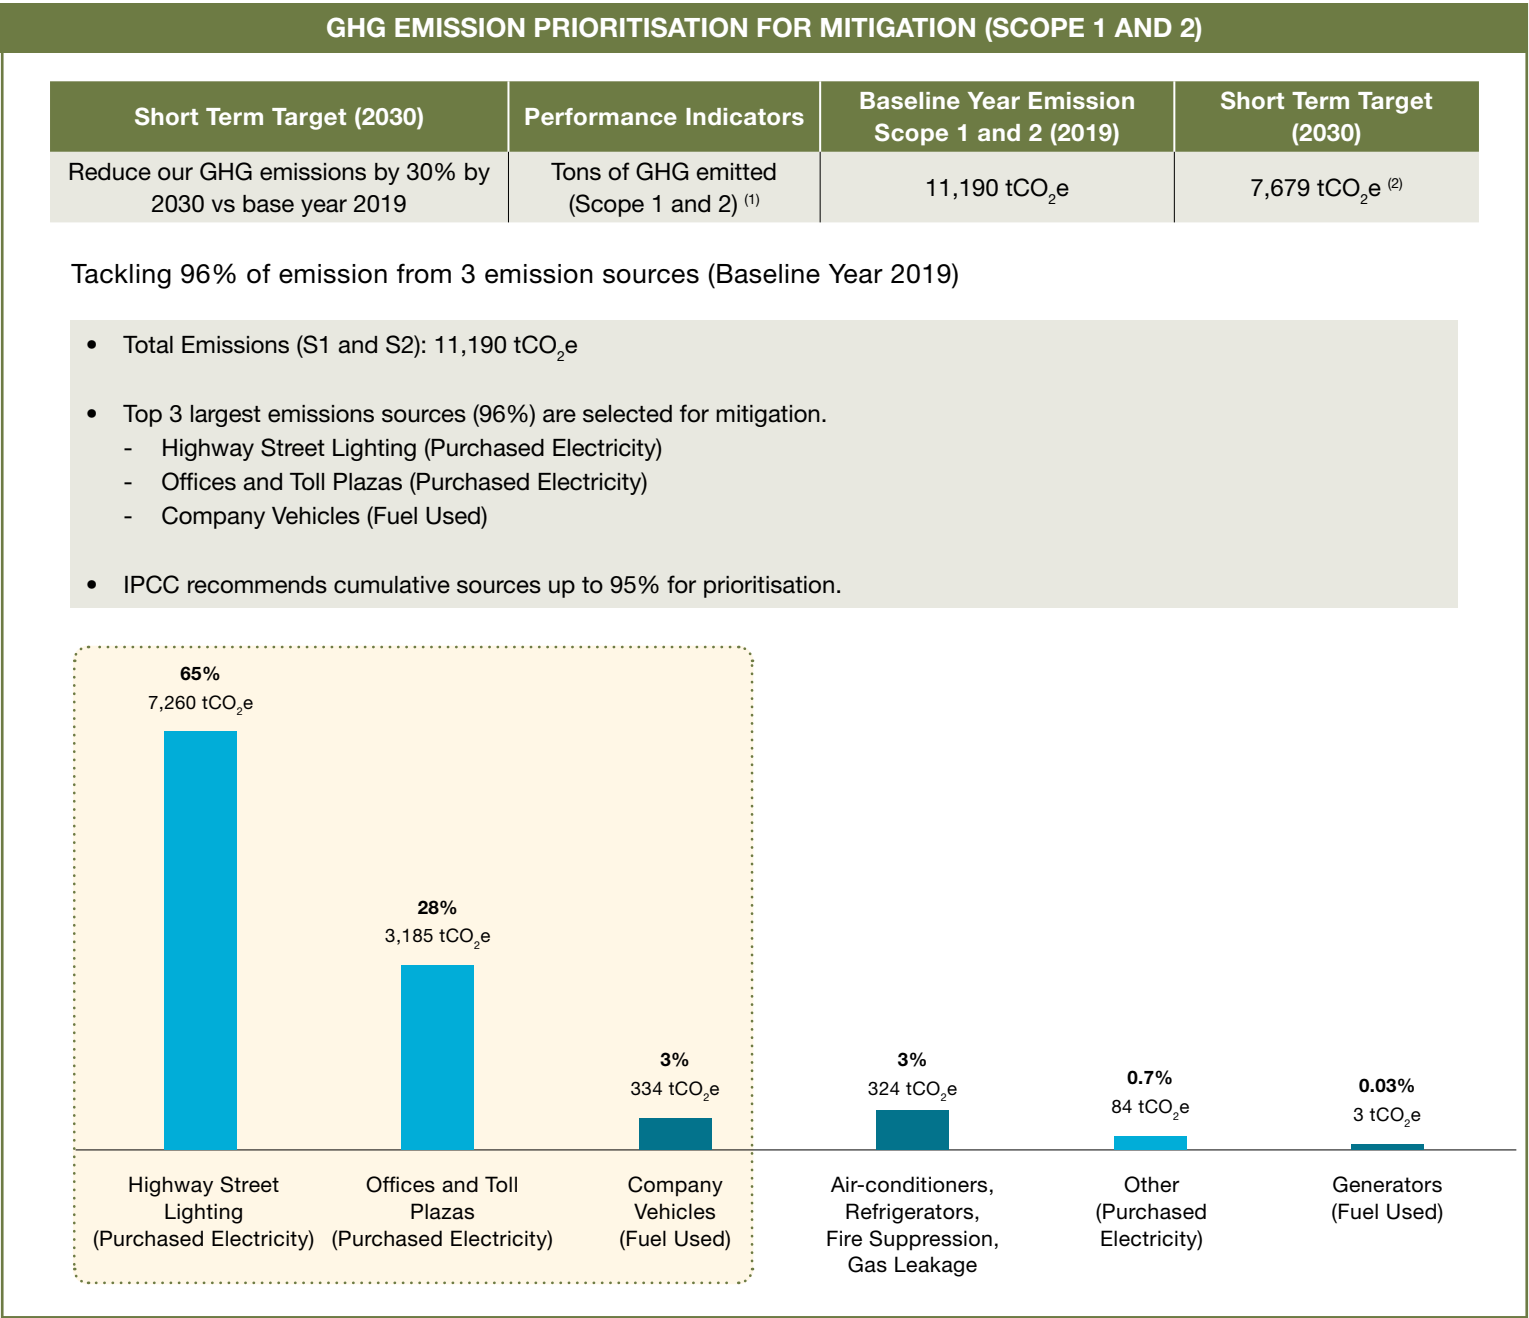 GHG EMISSION PRIORITISATION FOR MITIGATION (SCOPE 1 AND 2)
Short Term Target (2030)
Performance Indicators
Baseline Year Emission
Scope 1 and 2 (2019)
Short Term Target
(2030)
Reduce our GHG emissions by 30% by
2030 vs base year 2019
Tons of GHG emitted
(Scope 1 and 2) (1)
11,190 tCO2e
7,679 tCO2e (2)
Tackling 96% of emission from 3 emission sources (Baseline Year 2019)
• Total Emissions (S1 and S2): 11,190 tCO2e
• Top 3 largest emissions sources (96%) are selected for mitigation.
- Highway Street Lighting (Purchased Electricity)
- Offices and Toll Plazas (Purchased Electricity)
- Company Vehicles (Fuel Used)
• IPCC recommends cumulative sources up to 95% for prioritisation.
65%
7,260 tCO2e
28%
3,185 tCO2e
3%
334 tCO2e
3%
324 tCO2e
0.7%
84 tCO2e
0.03%
3 tCO2e
Highway Street
Lighting
(Purchased Electricity)
Offices and Toll
Plazas
(Purchased Electricity)
Company
Vehicles
(Fuel Used)
Air-conditioners,
Refrigerators,
Fire Suppression,
Gas Leakage
Other
(Purchased
Electricity)
Generators
(Fuel Used)